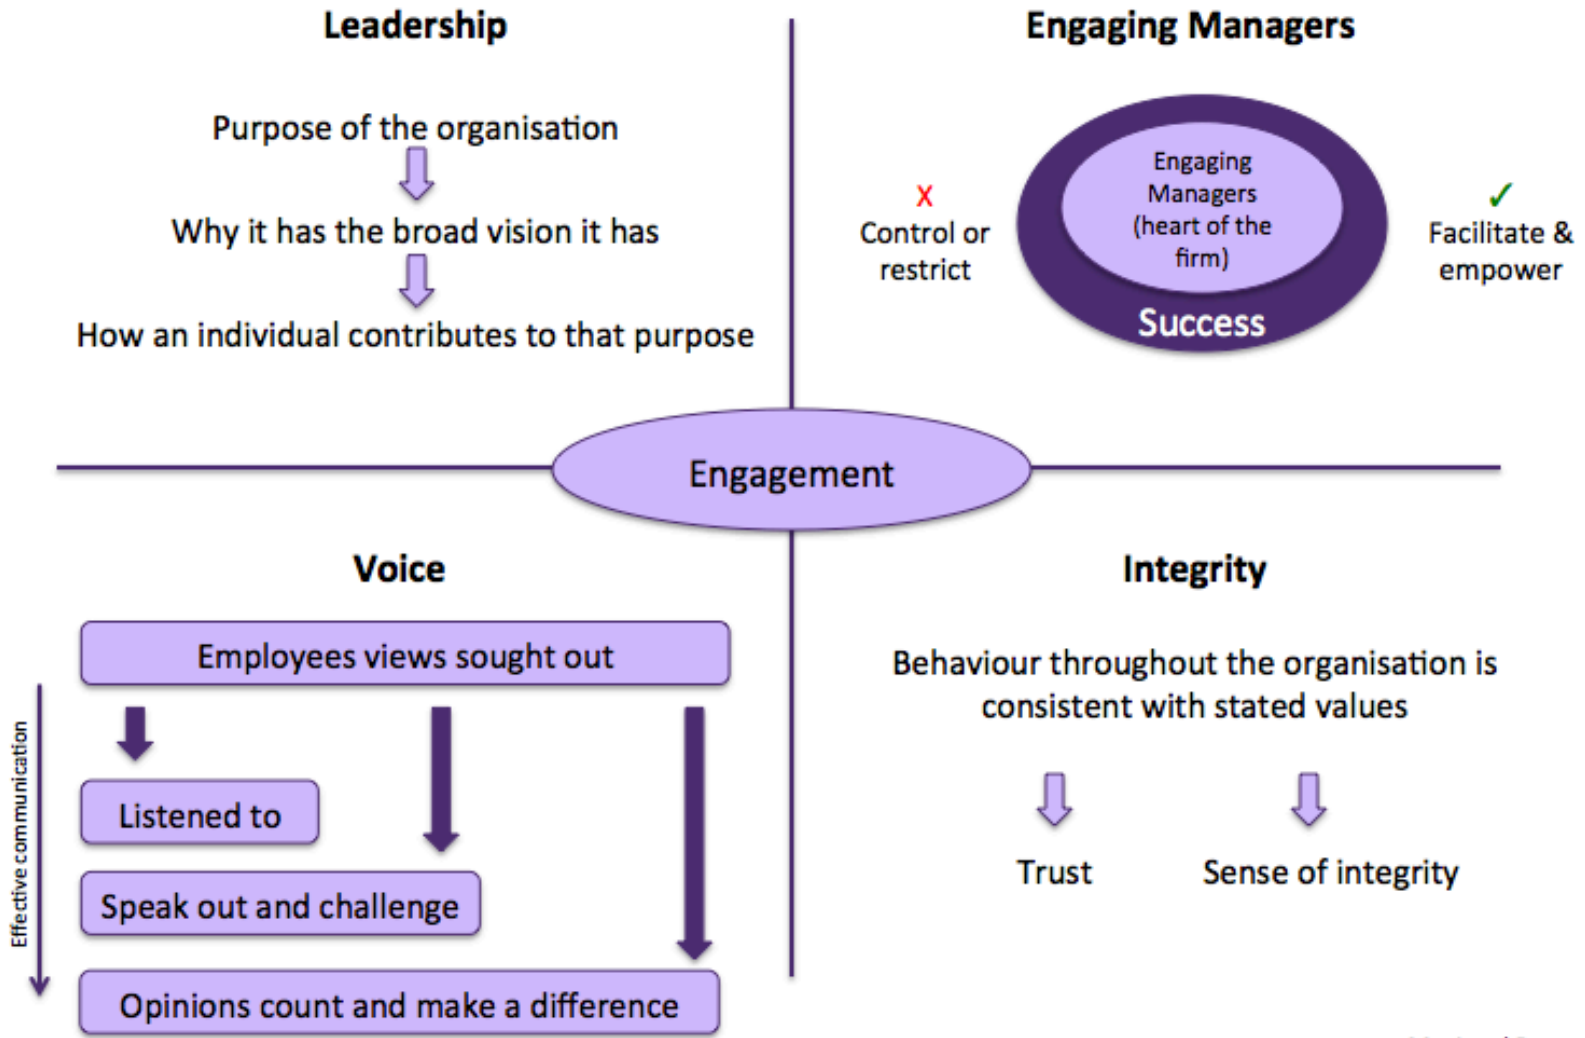 Leadership
Purpose of the organisation
Why it has the broad vision it has
How an individual contributes to that purpose
Engaging Managers
X
Control or
restrict
Engaging
Managers
(heart of the
firm)
Success
✓
Facilitate &
empower
Engagement
Voice
Employees views sought out
Listened to
Speak out and challenge
Opinions count and make a difference
Effective communication
Integrity
Behaviour throughout the organisation is
consistent with stated values
Trust
Sense of integrity